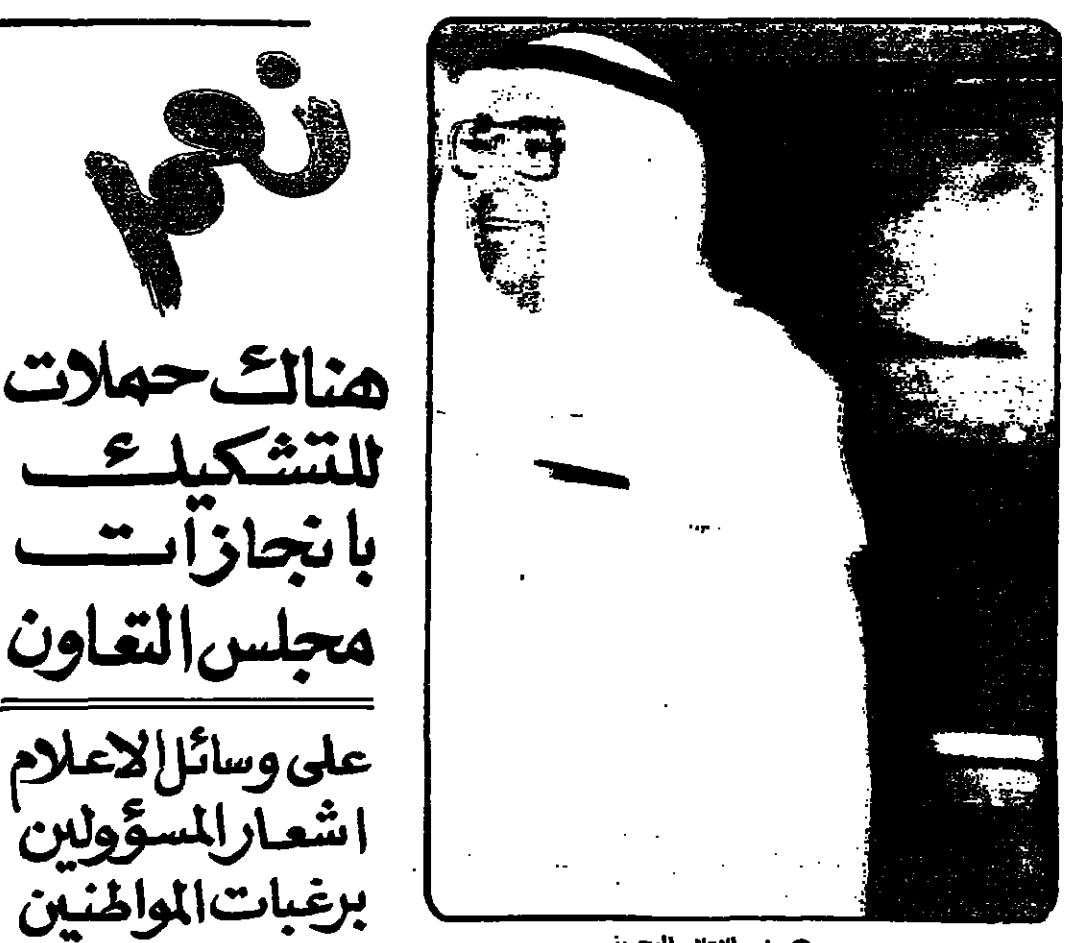 نعم
هناك حملات
للتشكيك
بانجازات
مجلس التعاون
على وسائل الاعلام
اشعار المسؤولين
برغبات المواطنين